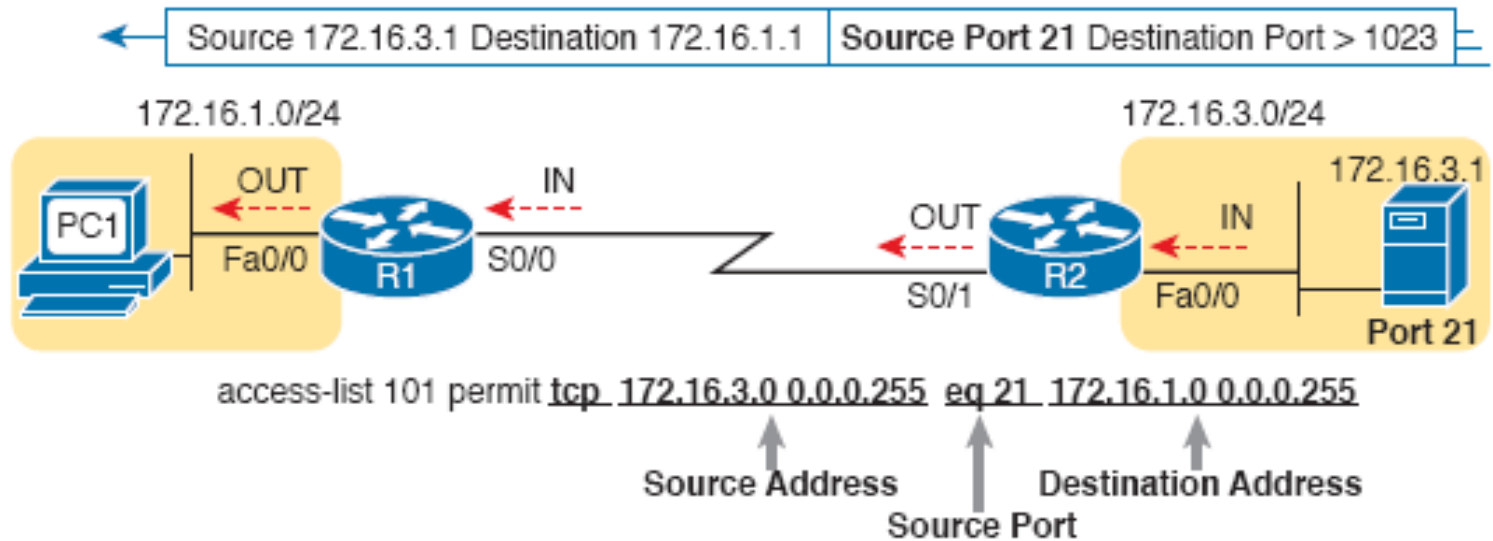 Source 172.16.3.1 Destination 172.16.1.1 Source Port 21 Destination Port > 1023
172.16.1.0/24
172.16.3.0/24
172.16.3.1
OUT
IN
OUT
IN
PC1
Fa0/0
R1
S0/0
S0/1
R2
Fa0/0
Port 21
access-list 101 permit tcp 172.16.3.0 0.0.0.255 eq 21 172.16.1.0 0.0.0.255
Source Address
Destination Address
Source Port